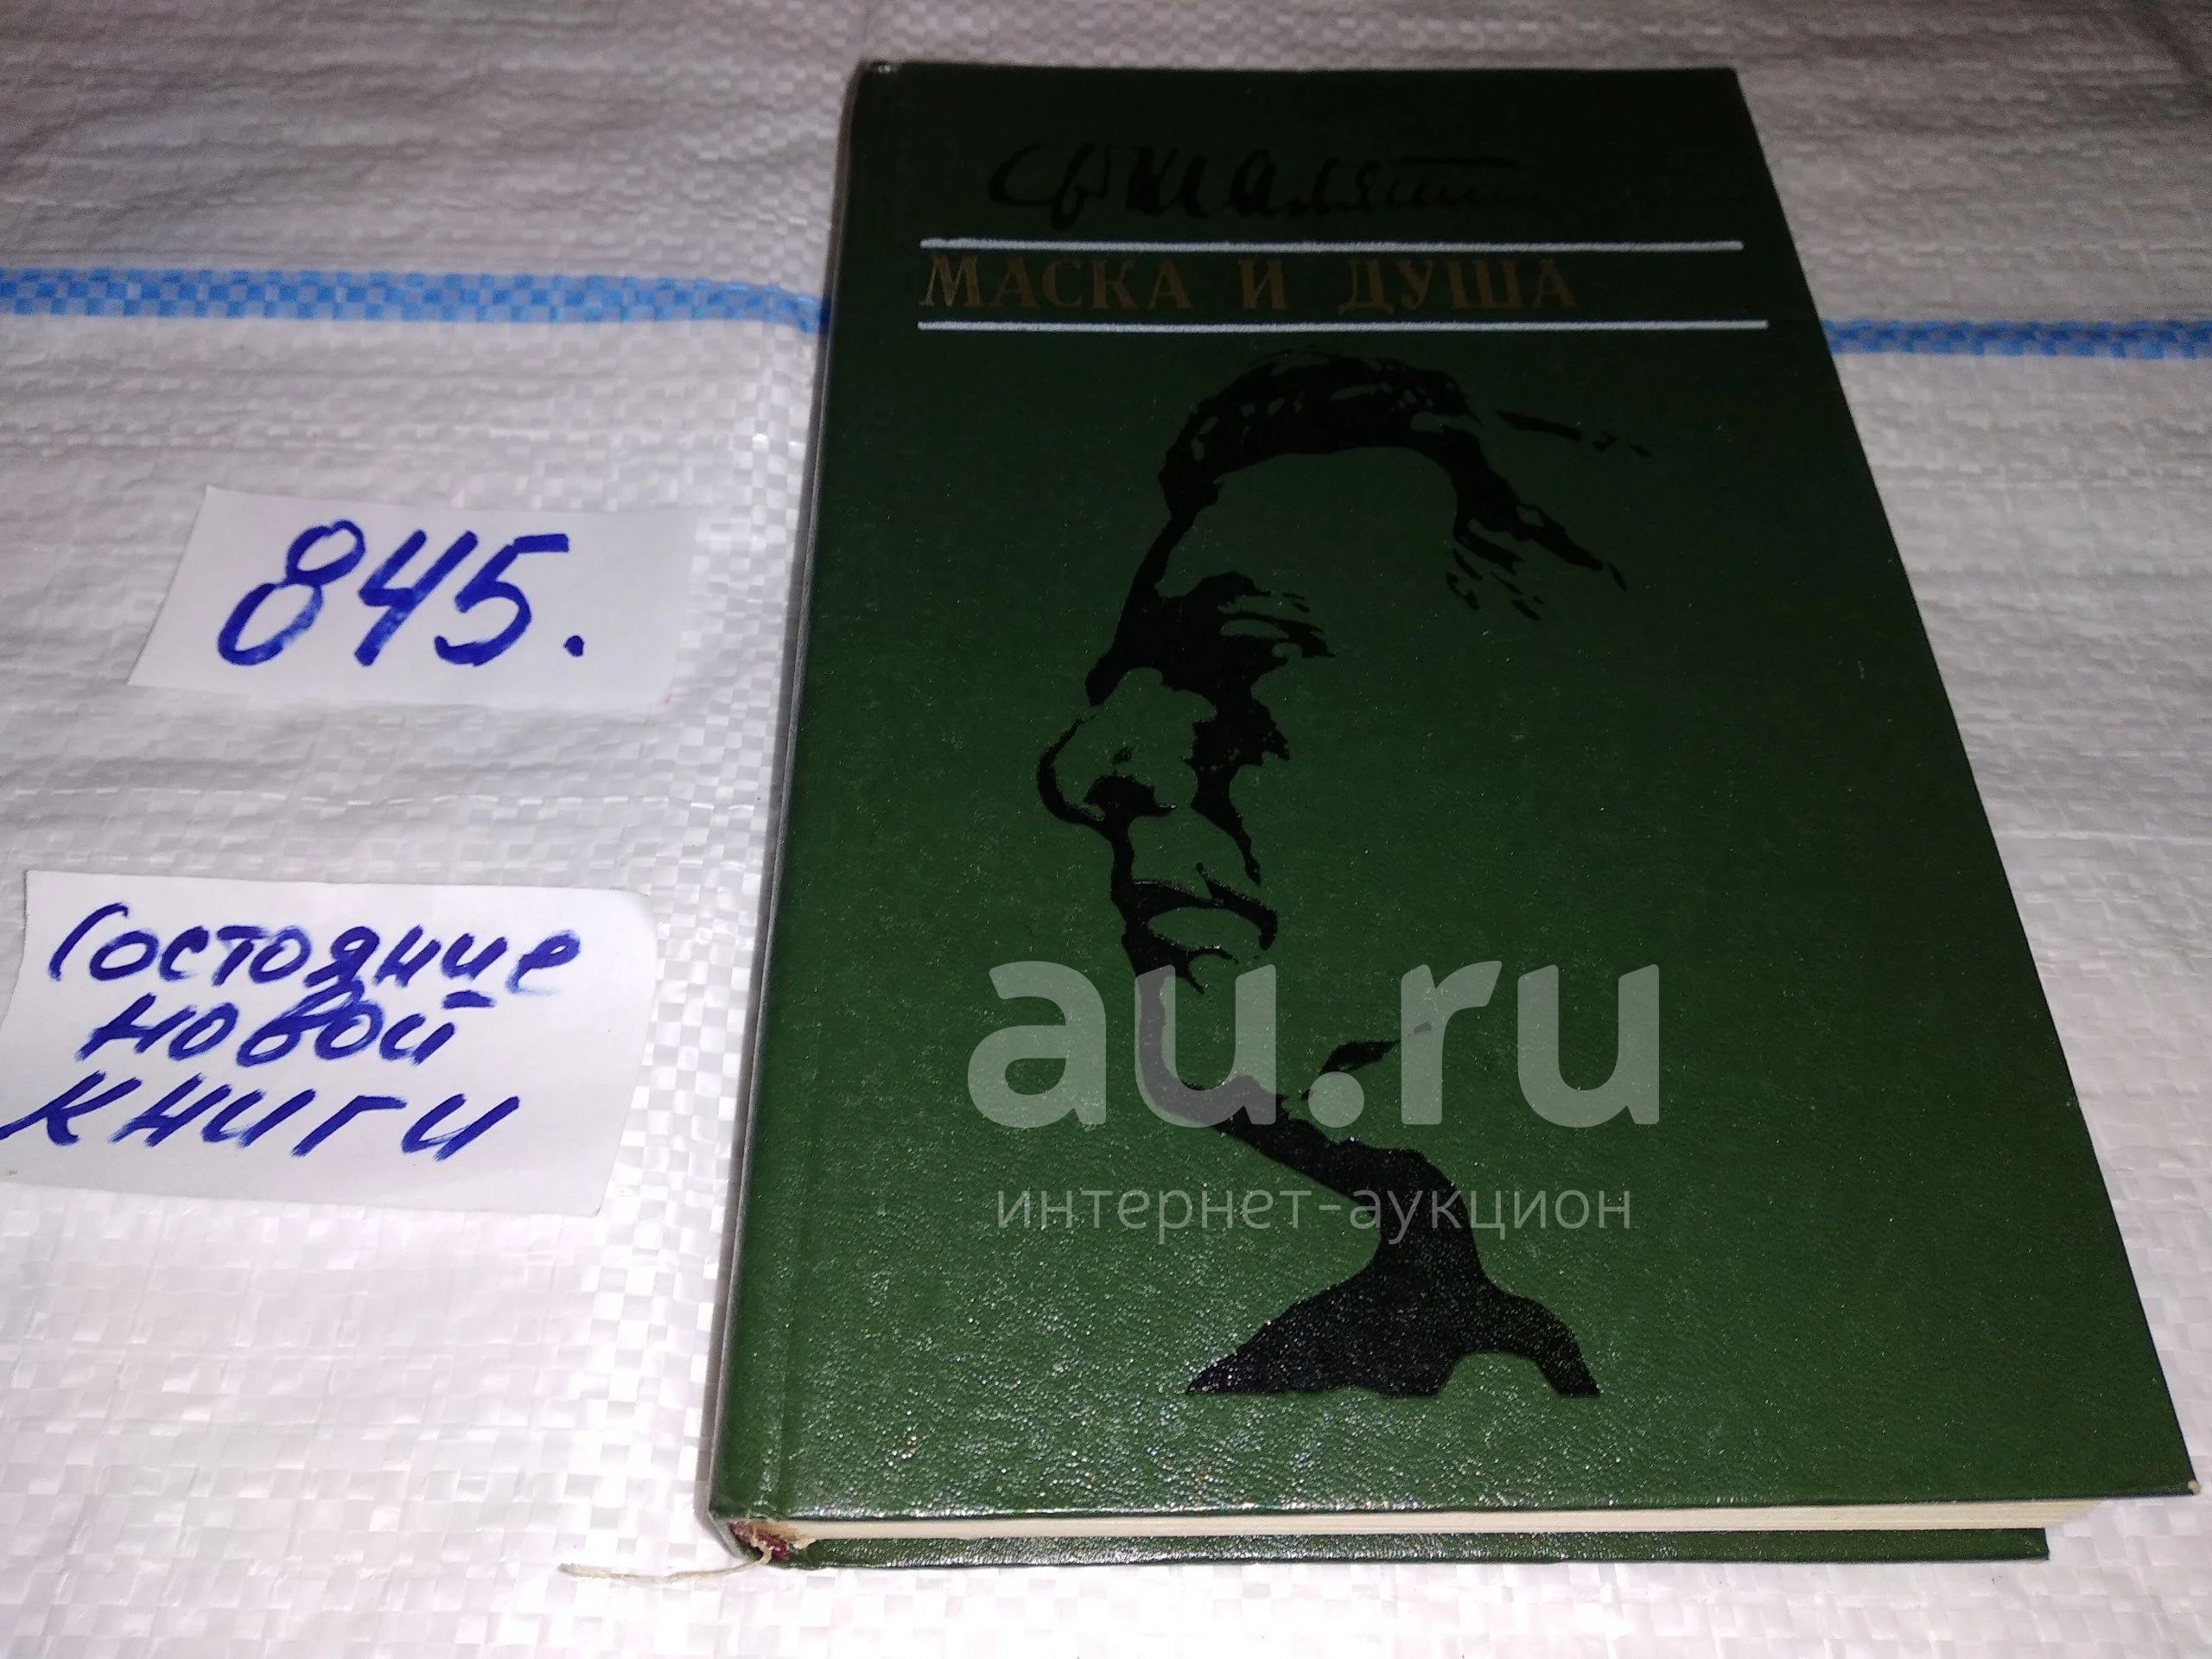 Ф Шаляпин
МАСКА И ДУША
845.
Состояние
новой
книги
au.ru
интернет-аукцион